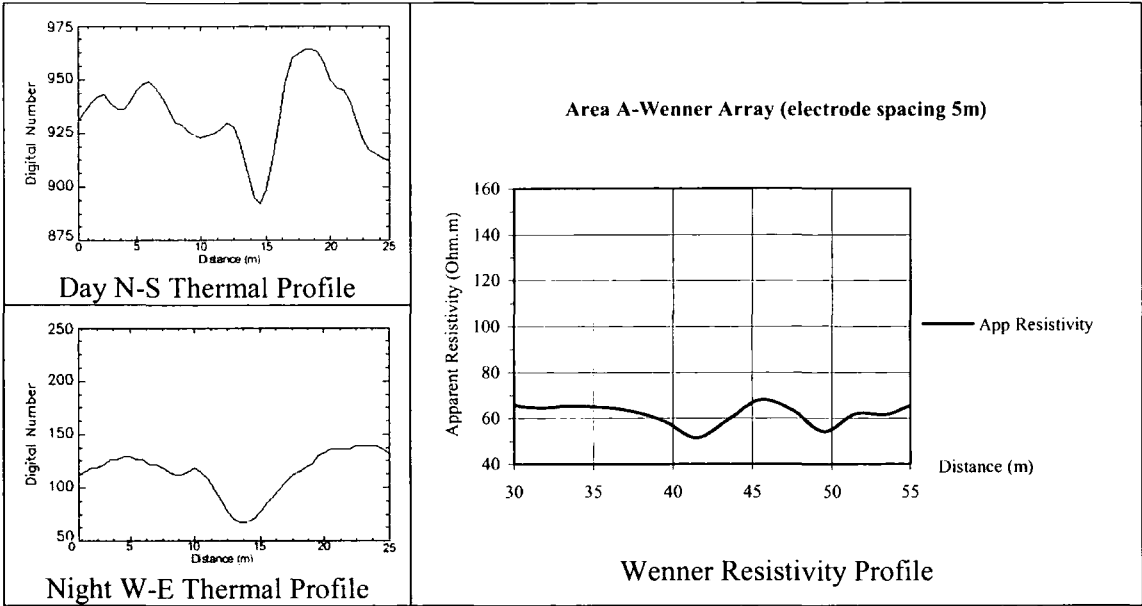 975
950
925
900
875
Digital Number
0 5 10 15 20 25
Distance (m)
Day N-S Thermal Profile
250
200
150
100
50
Digital Number
0 5 10 15 20 25
Distance (m)
Night W-E Thermal Profile
Area A-Wenner Array (electrode spacing 5m)
160
140
120
100
80
60
40
Apparent Resistivity (Ohm.m)
App Resistivity
Distance (m)
30 35 40 45 50 55
Wenner Resistivity Profile